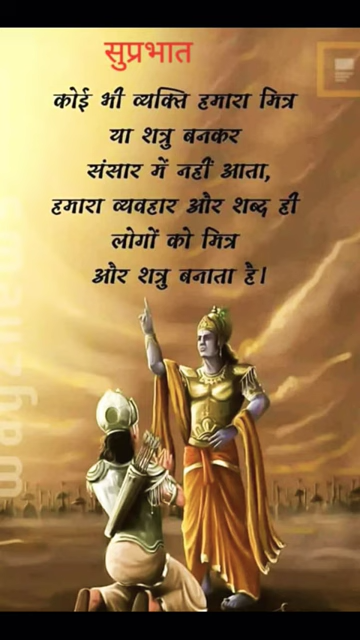 सुप्रभात
कोई भी व्यक्ति हमारा मित्र
या शत्रु बनकर
संसार में नहीं आता,
हमारा व्यवहार और शब्द ही
लोगों को मित्र
और शत्रु बनाता है।